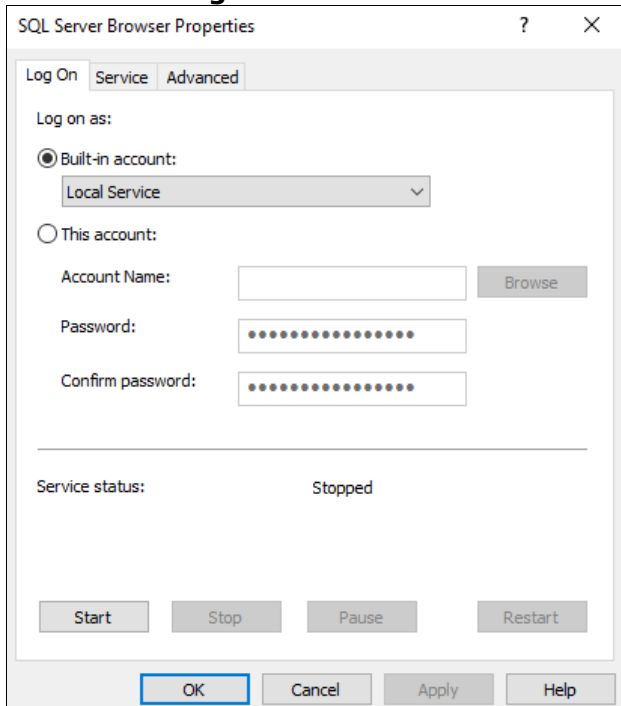 SQL Server Browser Properties ? ×
Log On Service Advanced
Log on as:
Built-in account:
Local Service
This account:
Account Name: Browse
Password: ●●●●●●●●●●●●●●●●
Confirm password: ●●●●●●●●●●●●●●●●
Service status: Stopped
Start Stop Pause Restart
OK Cancel Apply Help